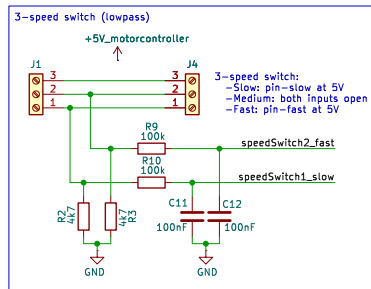 3-speed switch (lowpass)
+5V_motorcontroller
J1
J4
3
3
2
2
1
1
3-speed switch:
-Slow: pin-slow at 5V
-Medium: both inputs open
-Fast: pin-fast at 5V
R9
100k
speedSwitch2_fast
R10
100k
speedSwitch1_slow
R2
4k7
R3
4k7
C11
100nF
C12
100nF
GND
GND